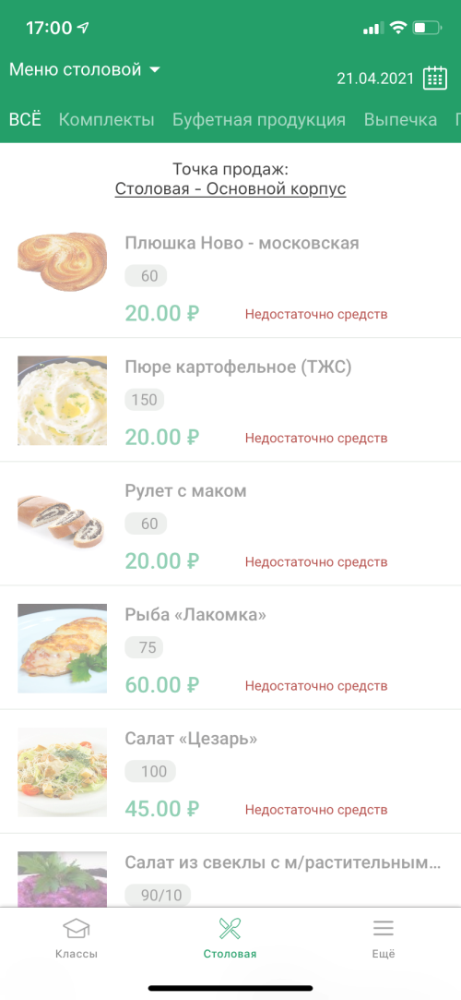 17:00
Меню столовой
21.04.2021
ВСЁ Комплекты Буфетная продукция Выпечка
Точка продаж:
Столовая - Основной корпус
Плюшка Ново - московская
60
20.00 ₽ Недостаточно средств
Пюре картофельное (ТЖС)
150
20.00 ₽ Недостаточно средств
Рулет с маком
60
20.00 ₽ Недостаточно средств
Рыба «Лакомка»
75
60.00 ₽ Недостаточно средств
Салат «Цезарь»
100
45.00 ₽ Недостаточно средств
Салат из свеклы с м/растительным...
90/10
Классы Столовая Ещё